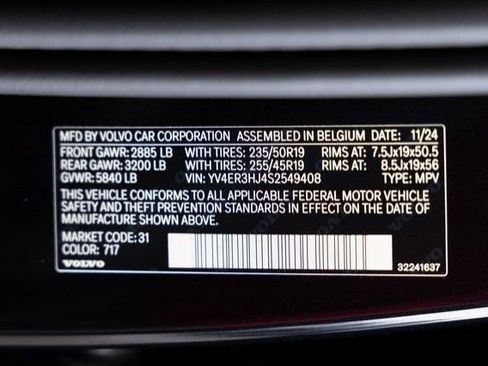 MFD BY VOLVO CAR CORPORATION ASSEMBLED IN BELGIUM DATE: 11/24
FRONT GAWR: 2885 LB WITH TIRES: 235/50R19 RIMS AT: 7.5Jx19x50.5
REAR GAWR: 3200 LB WITH TIRES: 255/45R19 RIMS AT: 8.5Jx19x56
GVWR: 5840 LB VIN: YV4ER3HJ4S2549408 TYPE: MPV
THIS VEHICLE CONFORMS TO ALL APPLICABLE FEDERAL MOTOR VEHICLE
SAFETY AND THEFT PREVENTION STANDARDS IN EFFECT ON THE DATE OF
MANUFACTURE SHOWN ABOVE.
MARKET CODE: 31
COLOR: 717
VOLVO 32241637